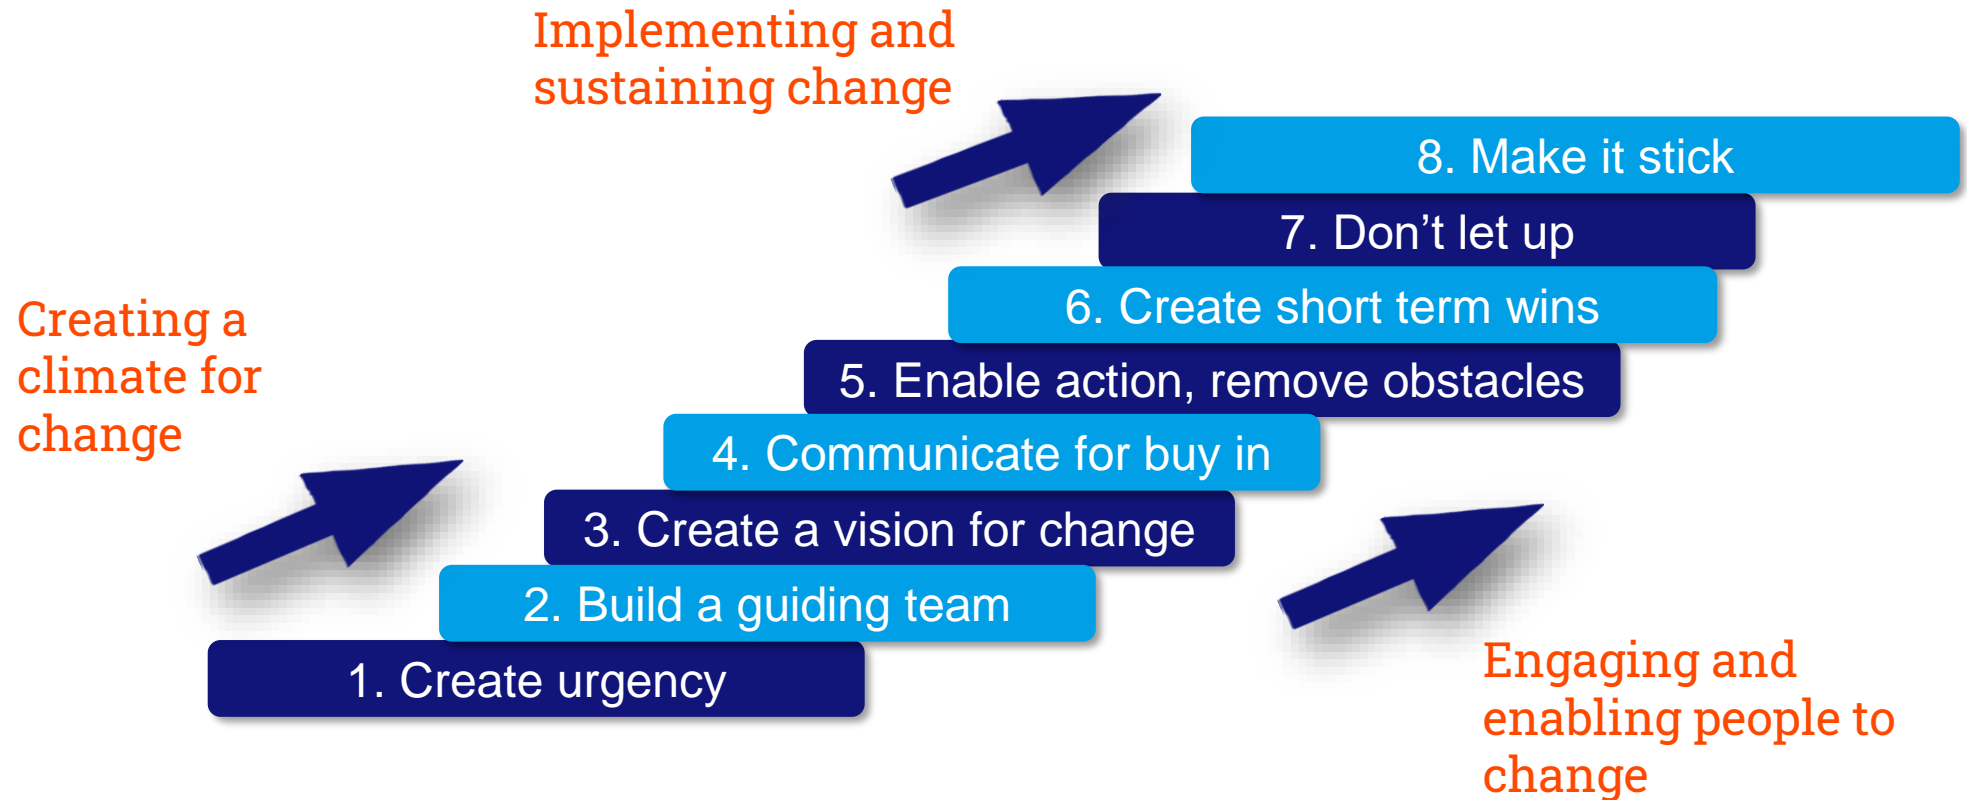 Implementing and
sustaining change
8. Make it stick
7. Don’t let up
6. Create short term wins
Creating a
climate for
change
5. Enable action, remove obstacles
4. Communicate for buy in
3. Create a vision for change
2. Build a guiding team
1. Create urgency
Engaging and
enabling people to
change